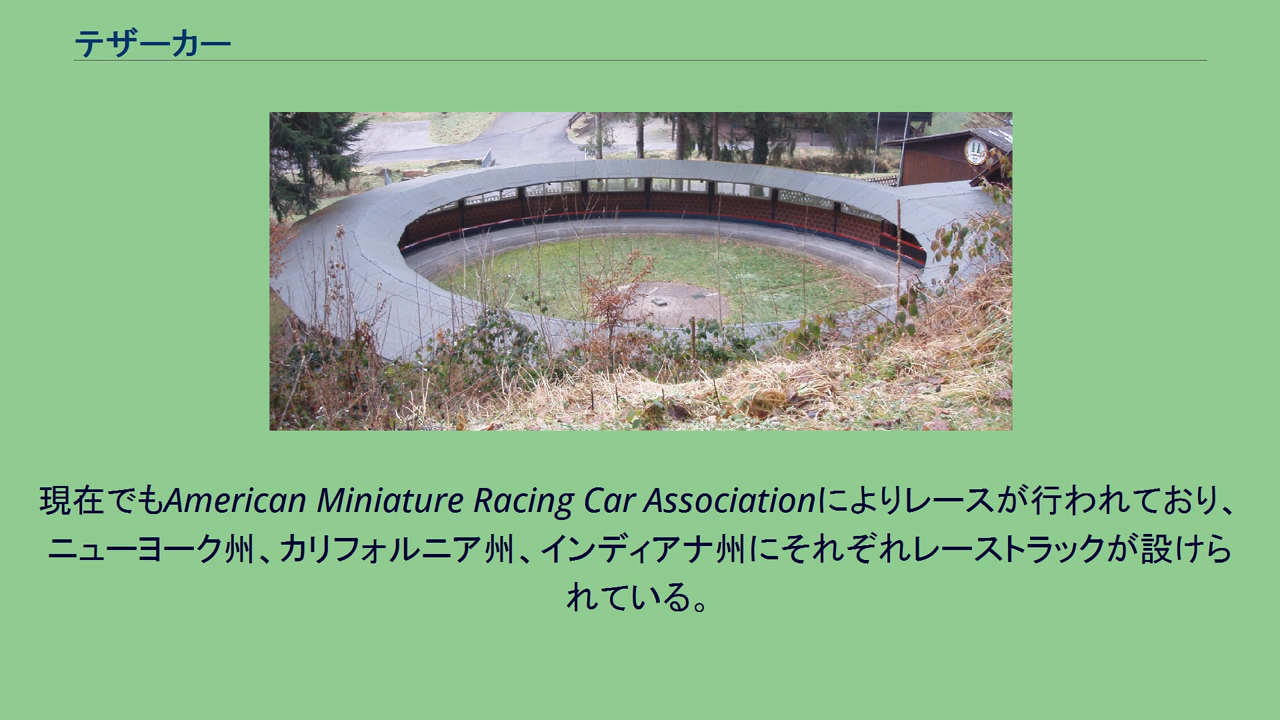 テザーカー
現在でもAmerican Miniature Racing Car Associationによりレースが行われており、
ニューヨーク州、カリフォルニア州、インディアナ州にそれぞれレーストラックが設けら
れている。